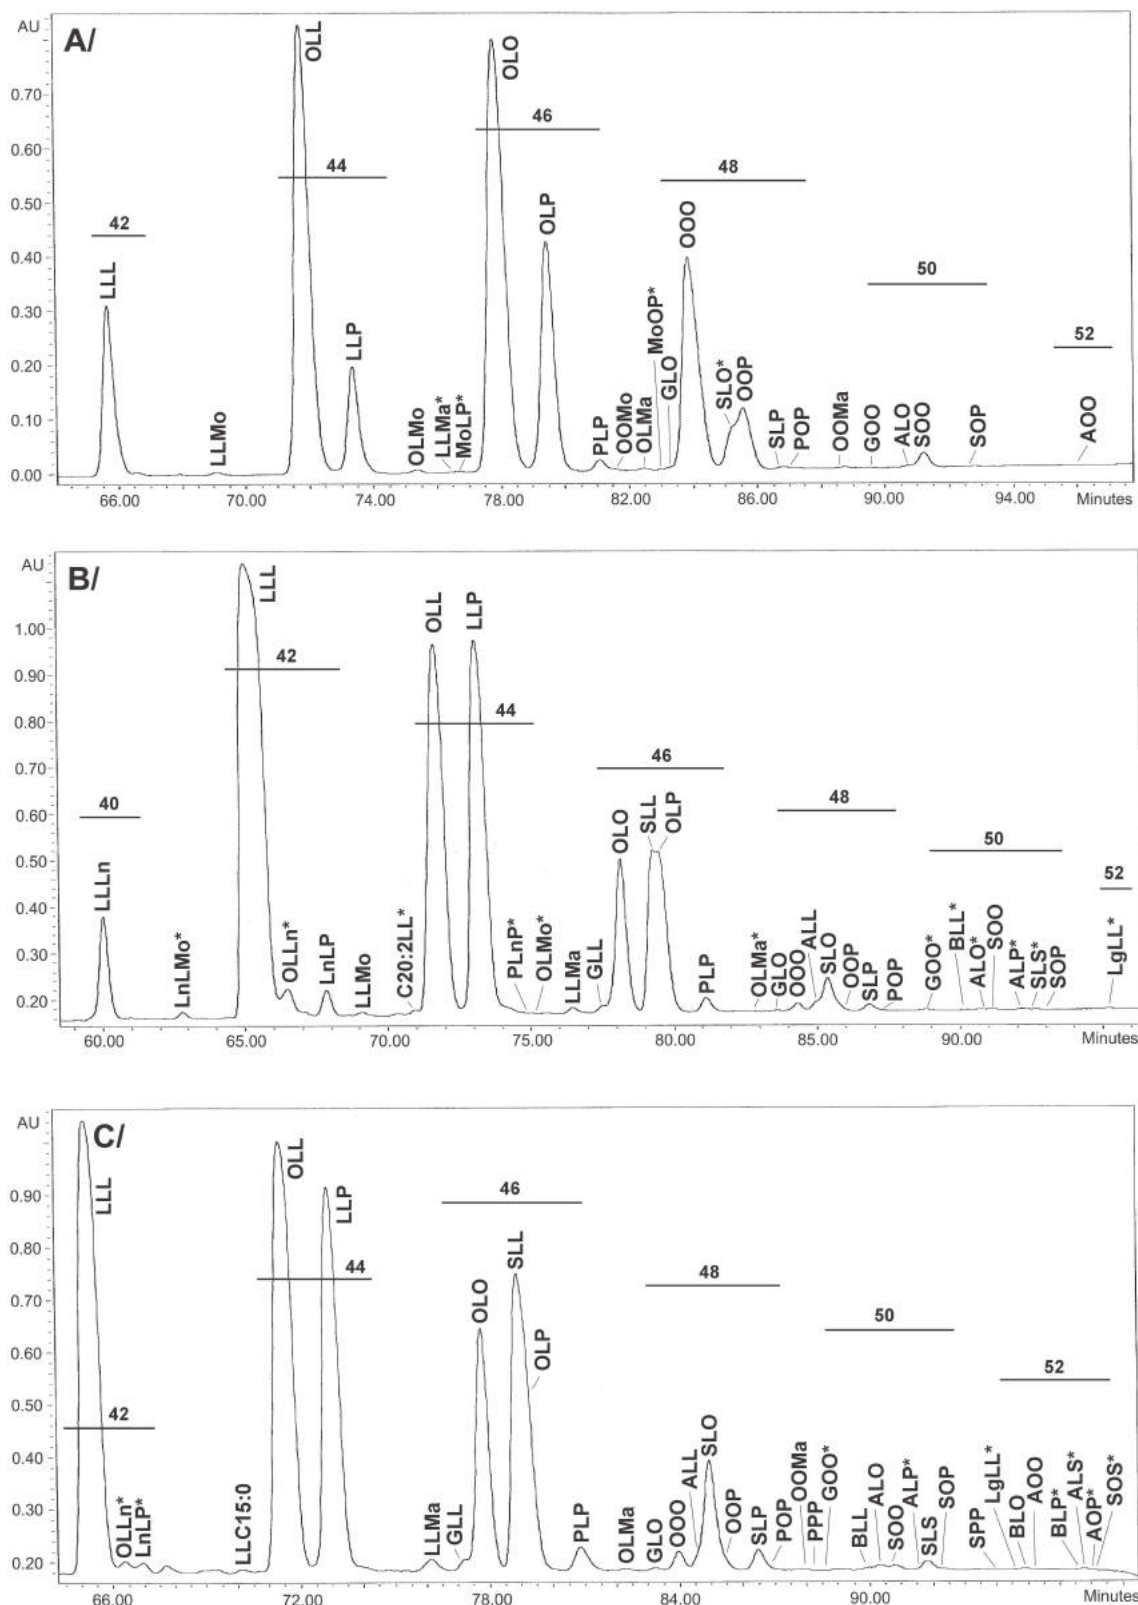 AU
A/
0.70
0.60
0.50
0.40
0.30
0.20
0.10
0.00
42
44
46
48
50
52
LLL
LLMo
OLL
LLP
OLMo
LLMa*
MoLP*
OLO
OLP
PLP
OOMo
OLMa
MoOP*
GLO
OOO
SLO*
OOP
SLP
POP
OOMa
GOO
ALO
SOO
SOP
AOO
66.00 70.00 74.00 78.00 82.00 86.00 90.00 94.00 Minutes
AU
B/
1.00
0.90
0.80
0.70
0.60
0.50
0.40
0.30
0.20
40
42
44
46
48
50
52
LLLn
LnLMo*
LLL
OLLn*
LnLP
LLMo
C20:2LL*
OLL
LLP
PLnP*
OLMo*
LLMa
GLL
OLO
SLL
OLP
PLP
OLMa*
GLO
OOO
ALL
SLO
OOP
SLP
POP
GOO*
BLL*
ALO*
SOO
ALP*
SLS*
SOP
LgLL*
60.00 65.00 70.00 75.00 80.00 85.00 90.00 Minutes
AU
C/
0.90
0.80
0.70
0.60
0.50
0.40
0.30
0.20
42
44
46
48
50
52
LLL
OLLn*
LnLP*
LLC15:0
OLL
LLP
LLMa
GLL
OLO
SLL
OLP
PLP
OLMa
GLO
OOO
ALL
SLO
OOP
SLP
POP
OOMa
PPP
GOO*
BLL
ALO
SOO
ALP*
SLS
SOP
SPP
LgLL*
BLO
AOO
BLP*
ALS*
AOP*
SOS*
66.00 72.00 78.00 84.00 90.00 Minutes